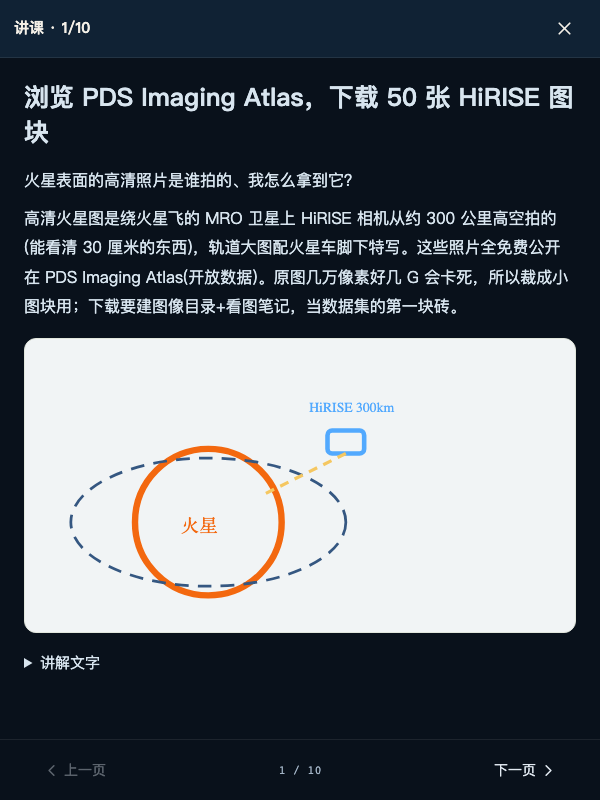 讲课 · 1/10
浏览 PDS Imaging Atlas，下载 50 张 HiRISE 图
块
火星表面的高清照片是谁拍的、我怎么拿到它？
高清火星图是绕火星飞的 MRO 卫星上 HiRISE 相机从约 300 公里高空拍的
(能看清 30 厘米的东西)，轨道大图配火星车脚下特写。这些照片全免费公开
在 PDS Imaging Atlas(开放数据)。原图几万像素好几 G 会卡死，所以裁成小
图块用；下载要建图像目录+看图笔记，当数据集的第一块砖。
HiRISE 300km
火星
讲解文字
上一页
1 / 10
下一页